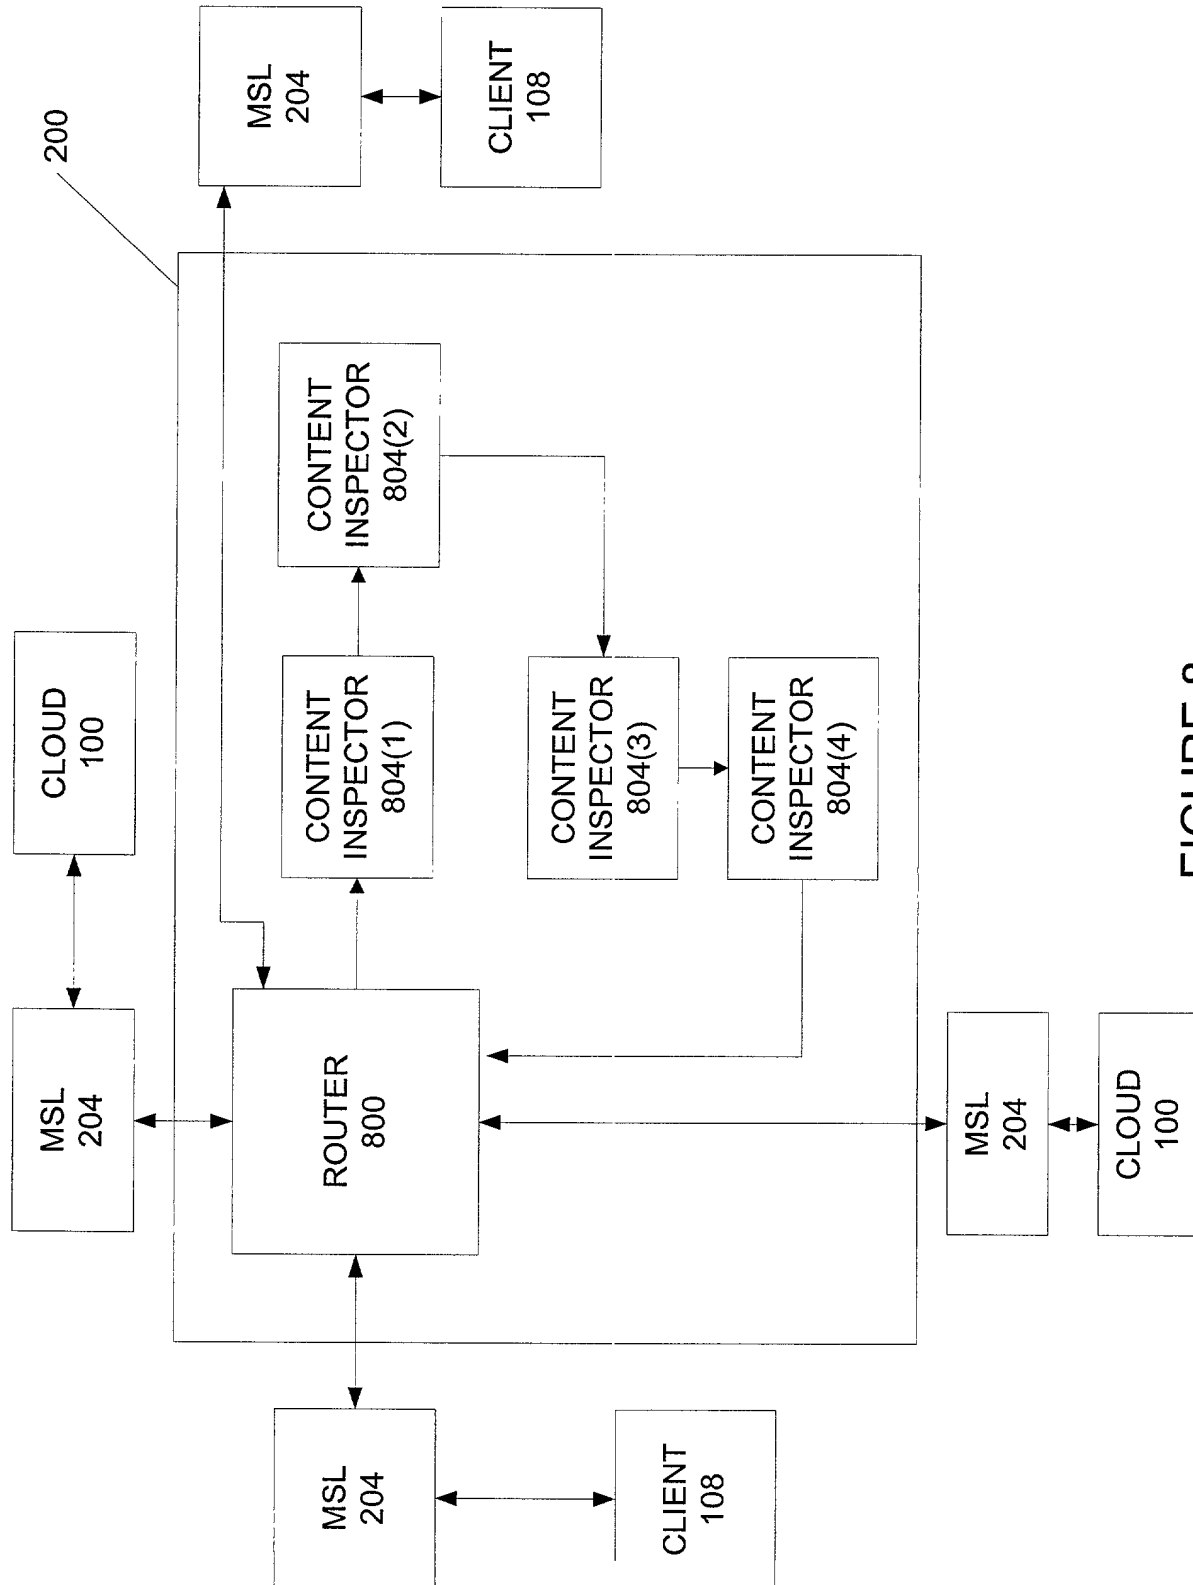 MSL
204
CLOUD
100
200
MSL
204
MSL
204
ROUTER
800
CONTENT
INSPECTOR
804(1)
CONTENT
INSPECTOR
804(2)
CLIENT
108
CONTENT
INSPECTOR
804(3)
CLIENT
108
CONTENT
INSPECTOR
804(4)
MSL
204
CLOUD
100
FIGURE